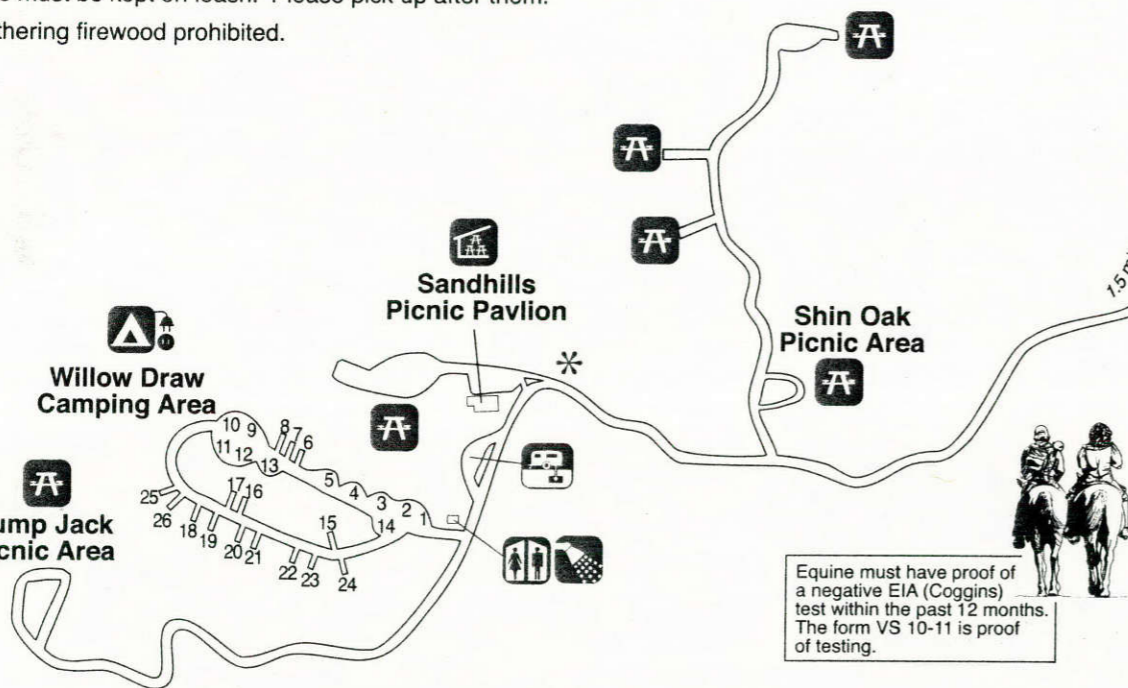 must be kept on leash. Please pick up after them.
thering firewood prohibited.
Sandhills
Picnic Pavlion
Willow Draw
Camping Area
Shin Oak
Picnic Area
1.5 mi
ump Jack
cnic Area
10 9
8 7 6
11 12
13
5 4 3 2 1
14
17 16
15
25
26
18 19
20 21
22 23
24
Equine must have proof of
a negative EIA (Coggins)
test within the past 12 months.
The form VS 10-11 is proof
of testing.